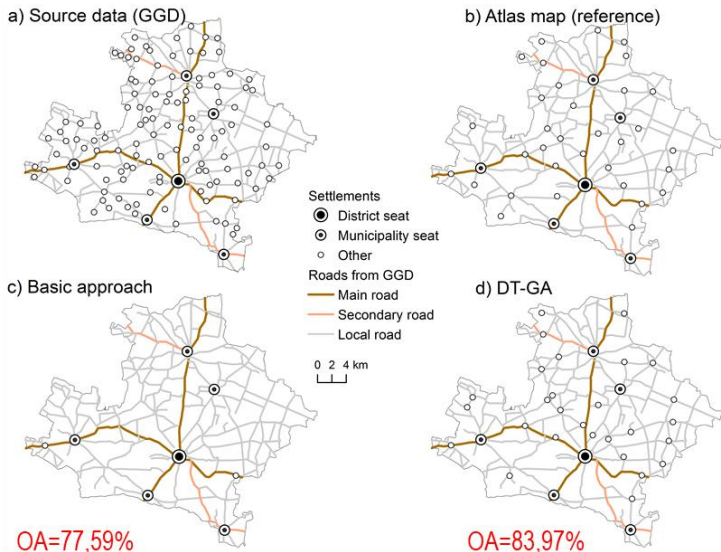 a) Source data (GGD)
b) Atlas map (reference)
Settlements
District seat
Municipality seat
Other
Roads from GGD
Main road
Secondary road
Local road
0 2 4 km
c) Basic approach
d) DT-GA
OA=77,59%
OA=83,97%